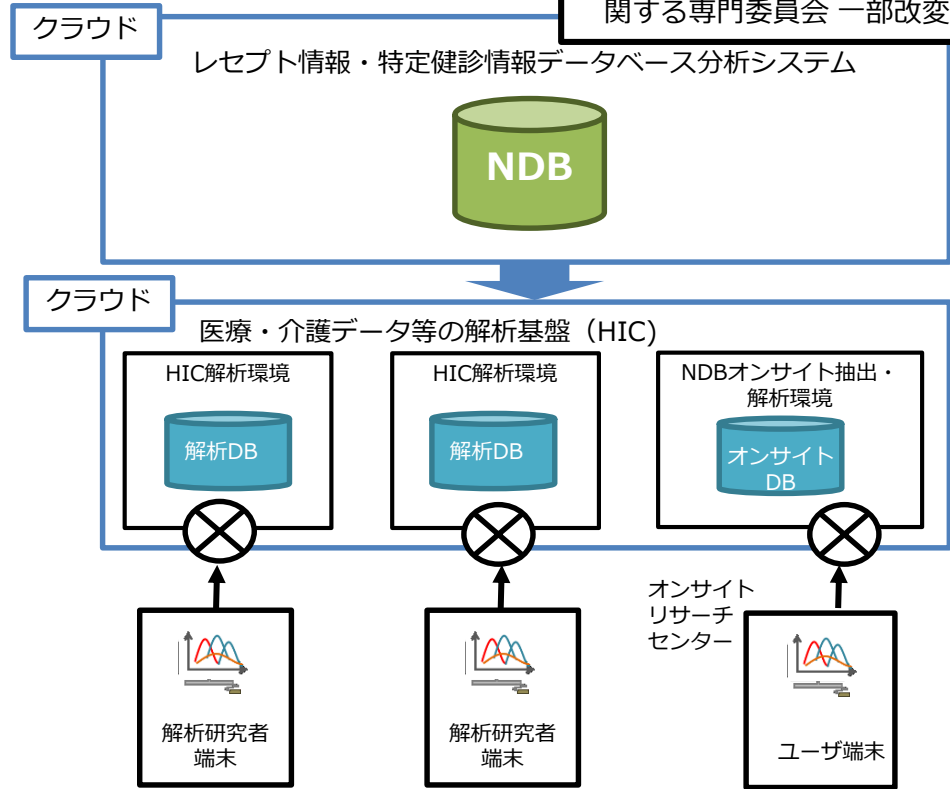 関する専門委員会 一部改変
クラウド
レセプト情報・特定健診情報データベース分析システム
NDB
クラウド
医療・介護データ等の解析基盤（HIC)
HIC解析環境
解析DB
HIC解析環境
解析DB
NDBオンサイト抽出・
解析環境
オンサイト
DB
オンサイト
リサーチ
センター
解析研究者
端末
解析研究者
端末
ユーザ端末